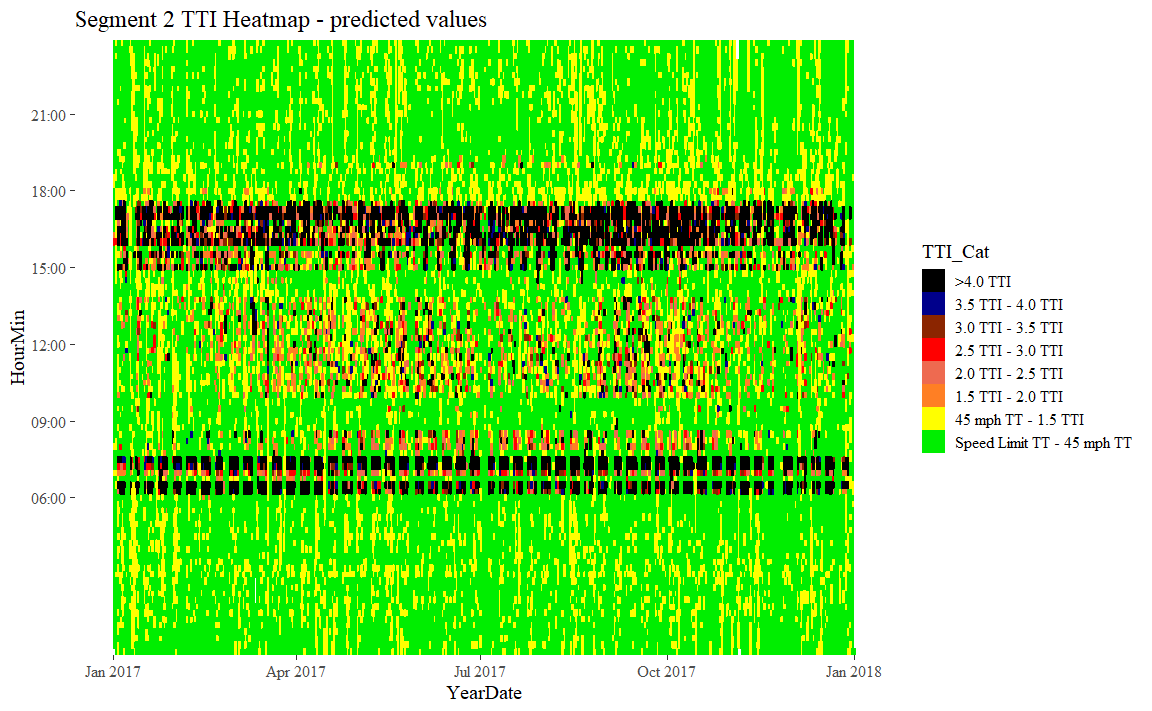 Segment 2 TTI Heatmap - predicted values
HourMin
21:00
18:00
15:00
12:00
09:00
06:00
Jan 2017
Apr 2017
Jul 2017
Oct 2017
Jan 2018
YearDate
TTI_Cat
>4.0 TTI
3.5 TTI - 4.0 TTI
3.0 TTI - 3.5 TTI
2.5 TTI - 3.0 TTI
2.0 TTI - 2.5 TTI
1.5 TTI - 2.0 TTI
45 mph TT - 1.5 TTI
Speed Limit TT - 45 mph TT